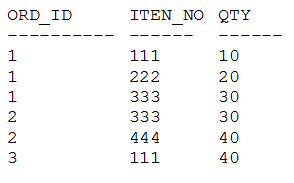 ORD_ID ITEN_NO QTY
---------- ------ ------
1 111 10
1 222 20
1 333 30
2 333 30
2 444 40
3 111 40